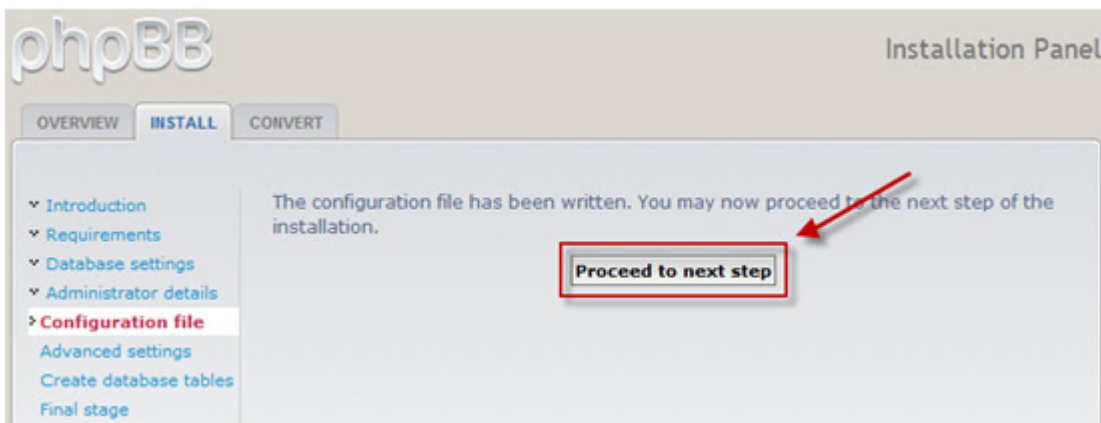 phpBB
Installation Panel
OVERVIEW INSTALL CONVERT
Introduction
Requirements
Database settings
Administrator details
Configuration file
Advanced settings
Create database tables
Final stage
The configuration file has been written. You may now proceed to the next step of the
installation.
Proceed to next step